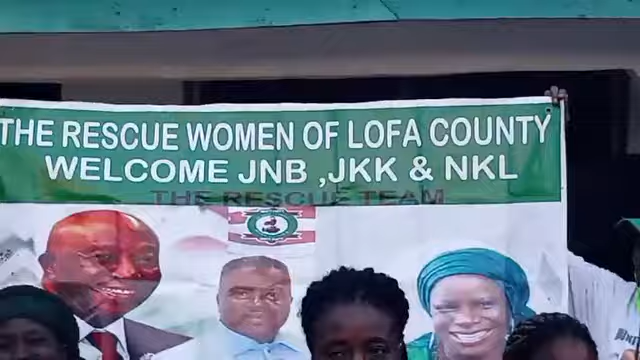 THE RESCUE WOMEN OF LOFA COUNTY
WELCOME JNB ,JKK & NKL
THE RESCUE TEAM